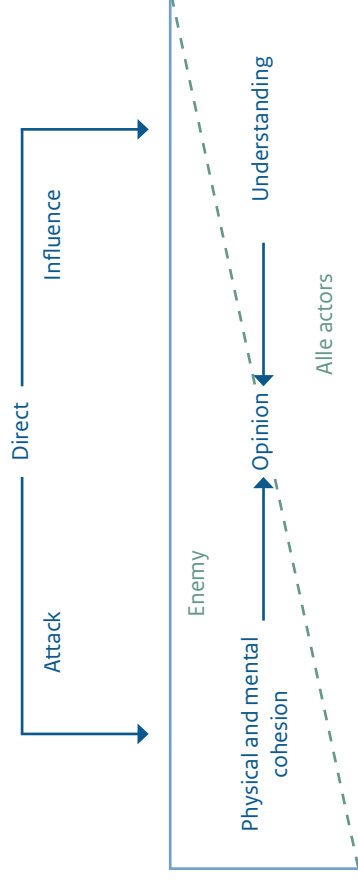 Direct
Attack
Influence
Enemy
Physical and mental
cohesion
Opinion
Understanding
Alle actors